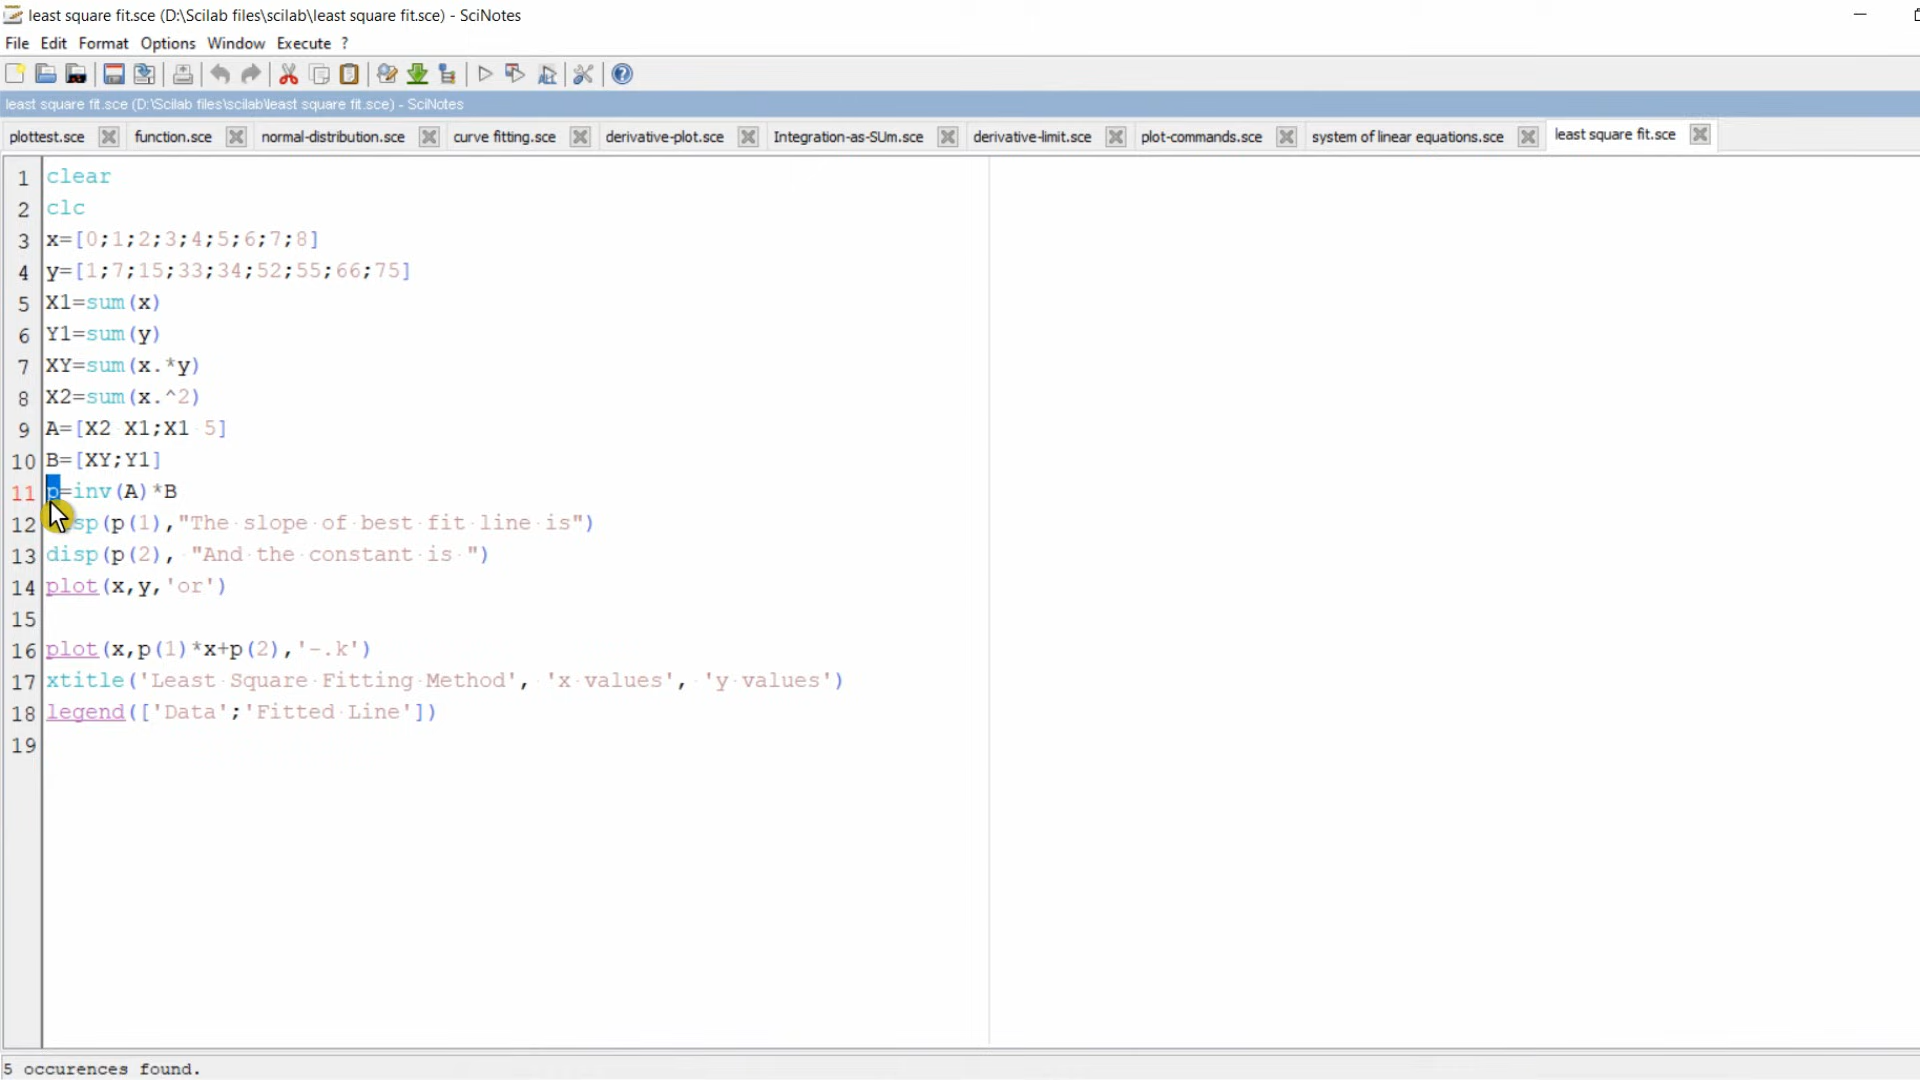 least square fit.sce (D:\Scilab files\scilab\least square fit.sce) - SciNotes
File Edit Format Options Window Execute ?
least square fit.sce (D:\Scilab files\scilab\least square fit.sce) - SciNotes
plottest.sce function.sce normal-distribution.sce curve fitting.sce derivative-plot.sce Integration-as-SUm.sce derivative-limit.sce plot-commands.sce system of linear equations.sce least square fit.sce
1 clear
2 clc
3 x=[0;1;2;3;4;5;6;7;8]
4 y=[1;7;15;33;34;52;55;66;75]
5 X1=sum(x)
6 Y1=sum(y)
7 XY=sum(x.*y)
8 X2=sum(x.^2)
9 A=[X2 X1;X1 5]
10 B=[XY;Y1]
11 p=inv(A)*B
12 sp(p(1),"The slope of best fit line is")
13 disp(p(2), "And the constant is ")
14 plot(x,y,'or')
15
16 plot(x,p(1)*x+p(2),'-.k')
17 xtitle('Least Square Fitting Method', 'x values', 'y values')
18 legend(['Data';'Fitted Line'])
19
5 occurences found.